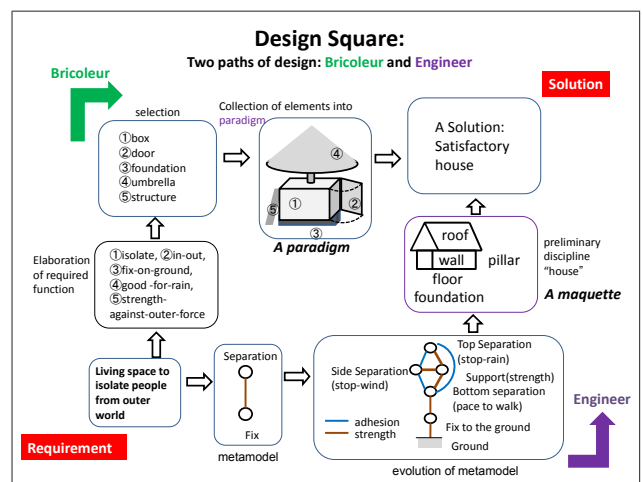 Design Square:
Two paths of design: Bricoleur and Engineer
Bricoleur
Solution
selection
①box
②door
③foundation
④umbrella
⑤structure
Collection of elements into
paradigm
④
⑤
①
②
③
A paradigm
A Solution:
Satisfactory
house
Elaboration
of required
function
①isolate, ②in-out,
③fix-on-ground,
④good -for-rain,
⑤strength-
against-outer-force
roof
wall
pillar
floor
foundation
preliminary
discipline
“house”
A maquette
Living space to
isolate people
from outer
world
Separation
Fix
metamodel
Side Separation
(stop-wind)
Top Separation
(stop-rain)
Support(strength)
Bottom separation
(pace to walk)
Fix to the ground
Ground
adhesion
strength
evolution of metamodel
Engineer
Requirement